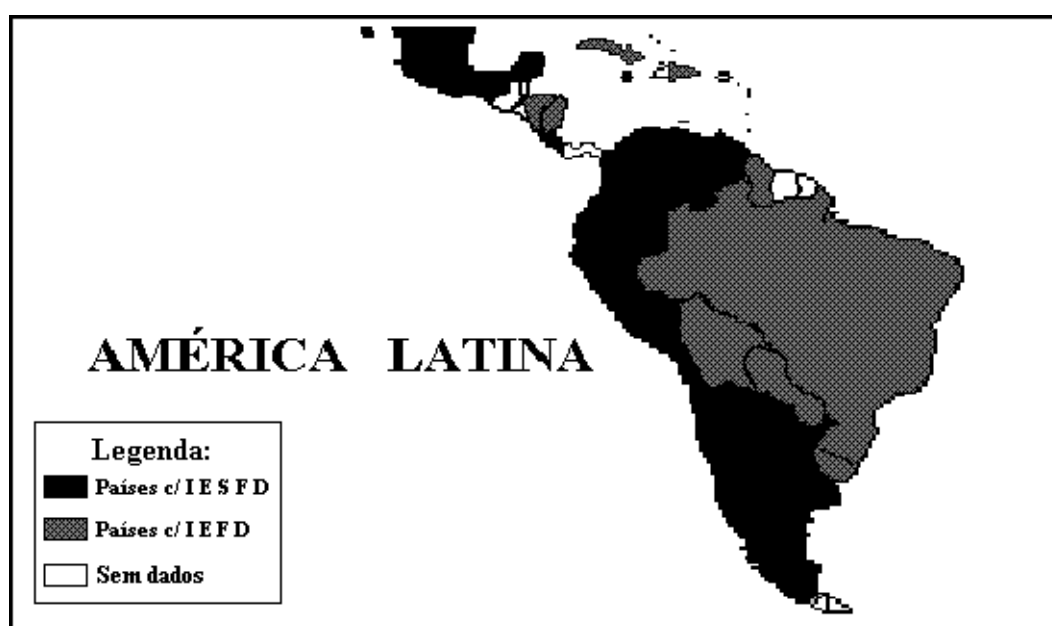 AMÉRICA LATINA
Legenda:
Países c/ I E S F D
Países c/ I E F D
Sem dados